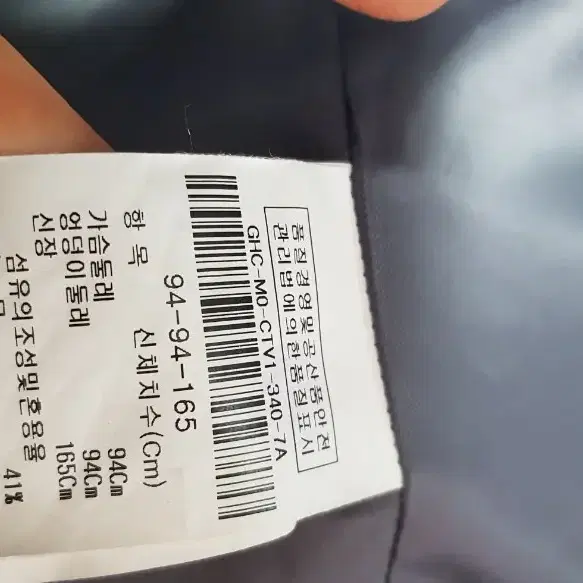 품질경영및공산품안전
관리법에의한품질표시
GHC-M0-CTV1-340-7A
94-94-165
항목 신체치수(Cm)
가슴둘레 94Cm
엉덩이둘레 94Cm
신장 165Cm
섬유의조성및혼용율
41%